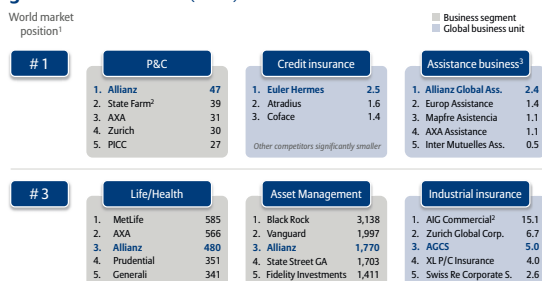 World market
position¹
Business segment
Global business unit
# 1
P&C
1. Allianz 47
2. State Farm² 39
3. AXA 31
4. Zurich 30
5. PICC 27
Credit insurance
1. Euler Hermes 2.5
2. Atradius 1.6
3. Coface 1.4
Other competitors significantly smaller
Assistance business³
1. Allianz Global Ass. 2.4
2. Europ Assistance 1.4
3. Mapfre Asistencia 1.1
4. AXA Assistance 1.1
5. Inter Mutuelles Ass. 0.5
# 3
Life/Health
1. MetLife 585
2. AXA 566
3. Allianz 480
4. Prudential 351
5. Generali 341
Asset Management
1. Black Rock 3,138
2. Vanguard 1,997
3. Allianz 1,770
4. State Street GA 1,703
5. Fidelity Investments 1,411
Industrial insurance
1. AIG Commercial² 15.1
2. Zurich Global Corp. 6.7
3. AGCS 5.0
4. XL P/C Insurance 4.0
5. Swiss Re Corporate S. 2.6